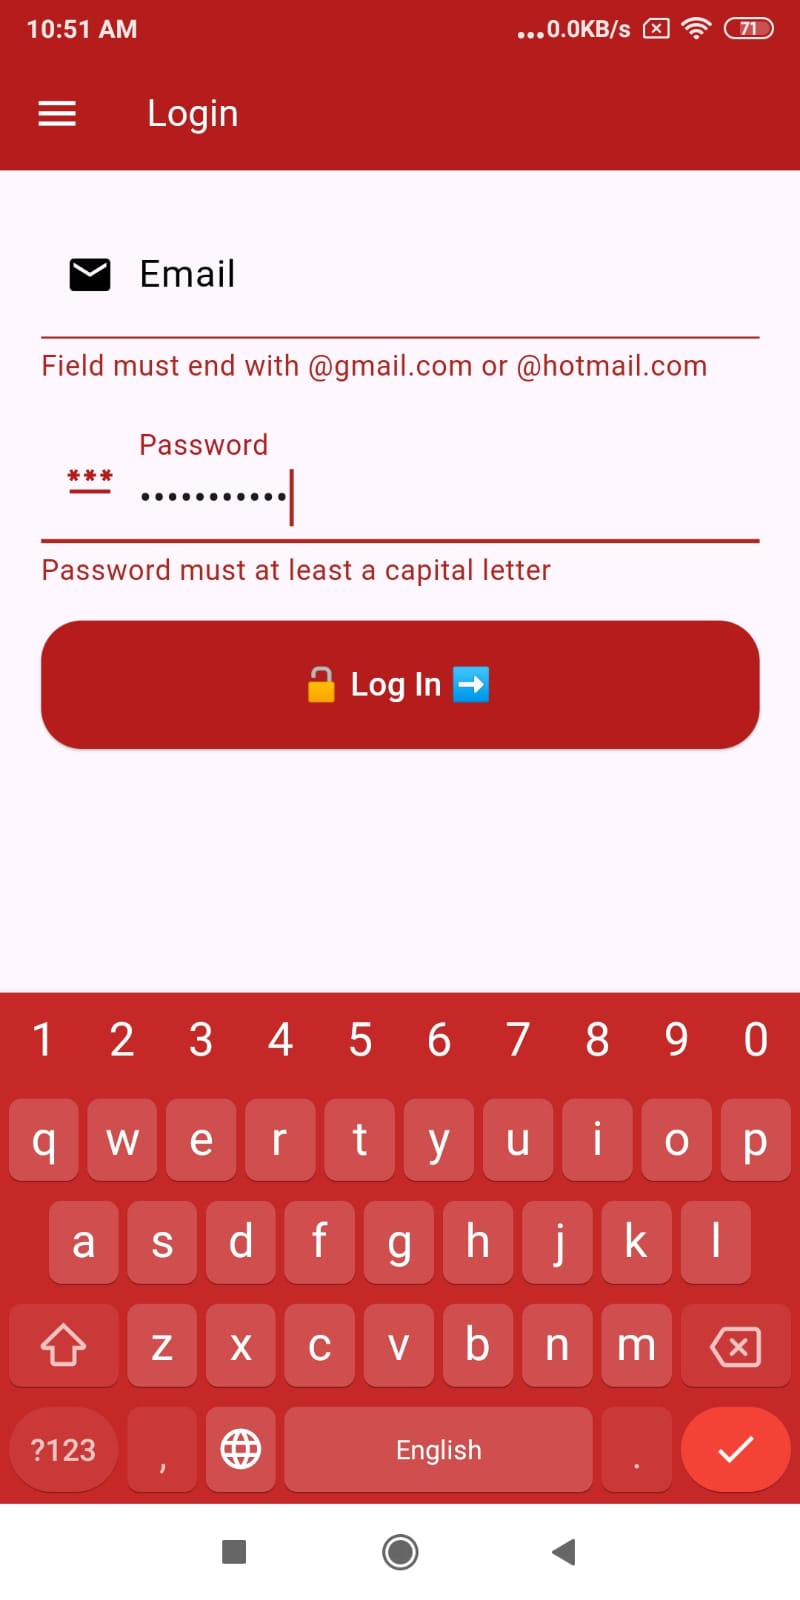 10:51 AM ...0.0KB/s 71
Login
Email
Field must end with @gmail.com or @hotmail.com
Password
***
•••••••••••
Password must at least a capital letter
🔓 Log In ➡️
1 2 3 4 5 6 7 8 9 0
q w e r t y u i o p
a s d f g h j k l
z x c v b n m
?123 , English .